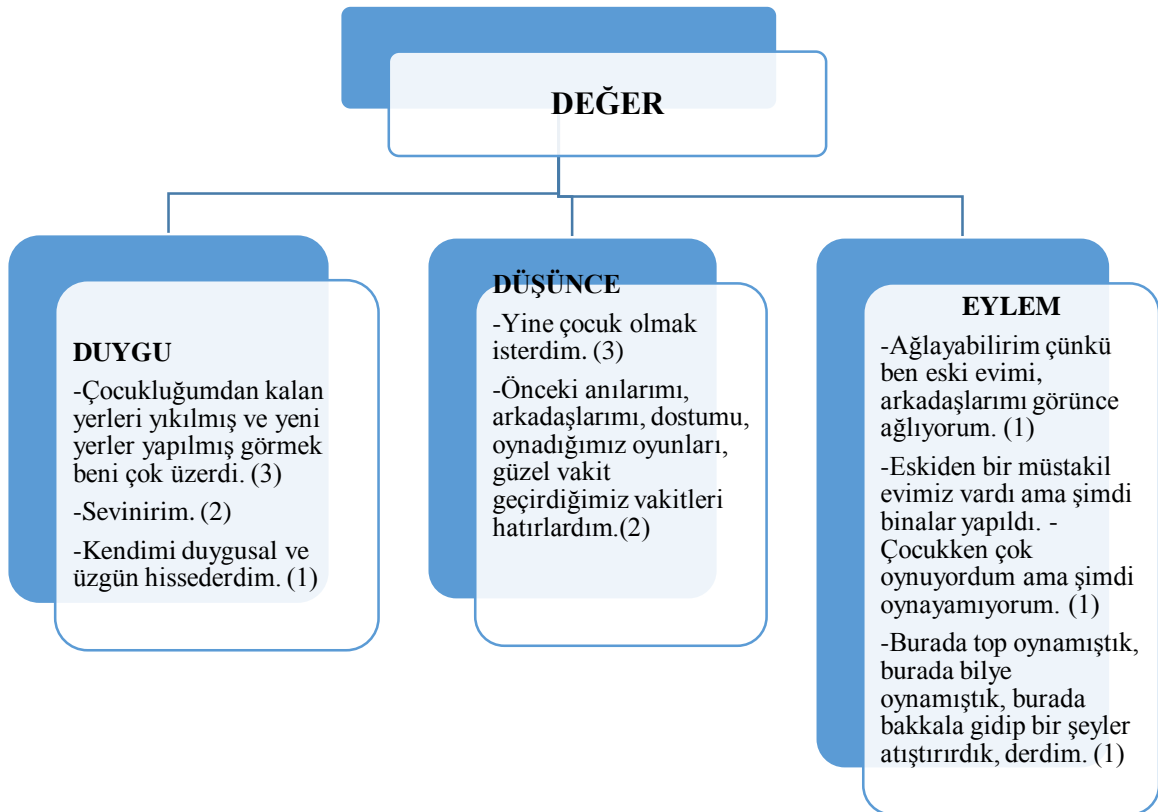 DEĞER
DUYGU
-Çocukluğumdan kalan
yerleri yıkılmış ve yeni
yerler yapılmış görmek
beni çok üzerdi. (3)
-Sevinirim. (2)
-Kendimi duygusal ve
üzgün hissederdim. (1)
DÜŞÜNCE
-Yine çocuk olmak
isterdim. (3)
-Önceki anılarımı,
arkadaşlarımı, dostumu,
oynadığımız oyunları,
güzel vakit
geçirdiğimiz vakitleri
hatırlardım.(2)
EYLEM
-Ağlayabilirim çünkü
ben eski evimi,
arkadaşlarımı görünce
ağlıyorum. (1)
-Eskiden bir müstakil
evimiz vardı ama şimdi
binalar yapıldı. -
Çocukken çok
oynuyordum ama şimdi
oynayamıyorum. (1)
-Burada top oynamıştık,
burada bilye
oynamıştık, burada
bakkala gidip bir şeyler
atıştırırdık, derdim. (1)